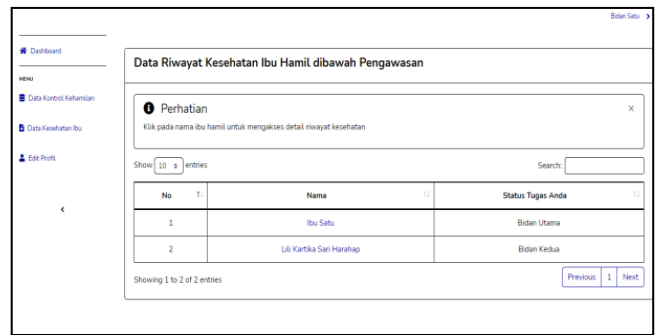 Bidan Satu
Dashboard
MENU
Data Kontrol Kehamilan
Data Kesehatan Ibu
Edit Profil
Data Riwayat Kesehatan Ibu Hamil dibawah Pengawasan
Perhatian
Klik pada nama ibu hamil untuk mengakses detail riwayat kesehatan
Show 10 entries
Search:
No Nama Status Tugas Anda
1 Ibu Satu Bidan Utama
2 Lili Kartika Sari Harahap Bidan Kedua
Showing 1 to 2 of 2 entries
Previous 1 Next